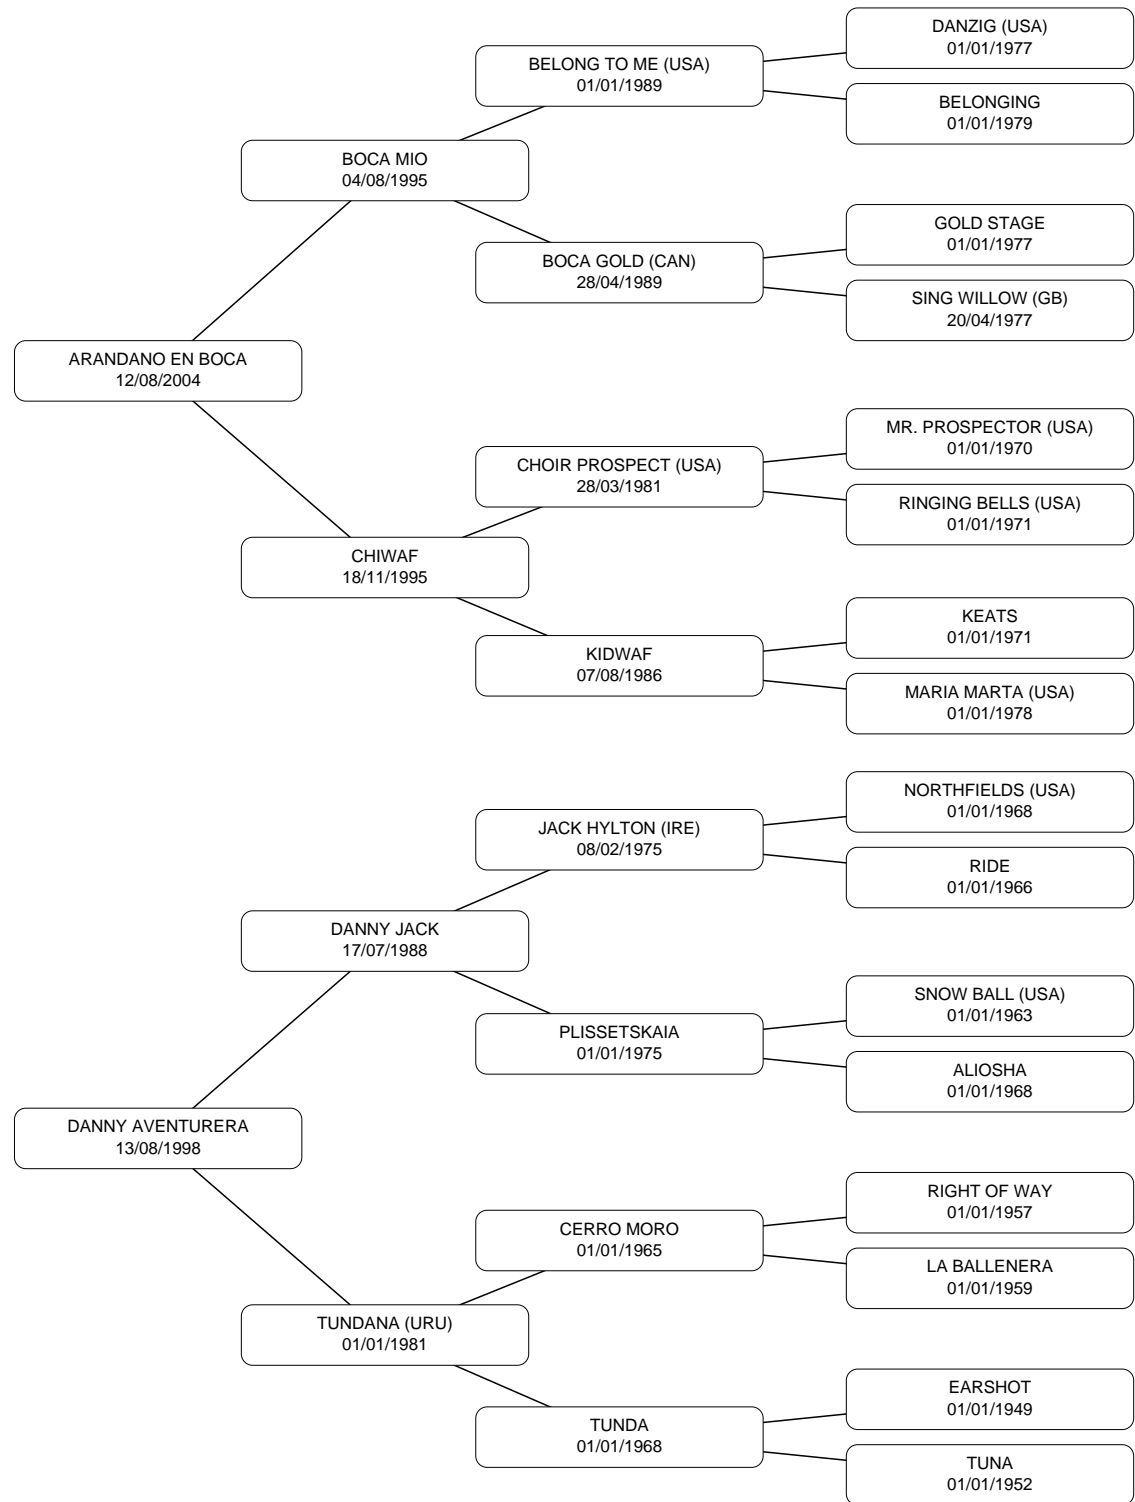 DANZIG (USA)
01/01/1977
BELONG TO ME (USA)
01/01/1989
BELONGING
01/01/1979
BOCA MIO
04/08/1995
GOLD STAGE
01/01/1977
BOCA GOLD (CAN)
28/04/1989
SING WILLOW (GB)
20/04/1977
ARANDANO EN BOCA
12/08/2004
MR. PROSPECTOR (USA)
01/01/1970
CHOIR PROSPECT (USA)
28/03/1981
RINGING BELLS (USA)
01/01/1971
CHIWAF
18/11/1995
KEATS
01/01/1971
KIDWAF
07/08/1986
MARIA MARTA (USA)
01/01/1978
NORTHFIELDS (USA)
01/01/1968
JACK HYLTON (IRE)
08/02/1975
RIDE
01/01/1966
DANNY JACK
17/07/1988
SNOW BALL (USA)
01/01/1963
PLISSETSKAIA
01/01/1975
ALIOSHA
01/01/1968
DANNY AVENTURERA
13/08/1998
RIGHT OF WAY
01/01/1957
CERRO MORO
01/01/1965
LA BALLENERA
01/01/1959
TUNDANA (URU)
01/01/1981
EARSHOT
01/01/1949
TUNDA
01/01/1968
TUNA
01/01/1952